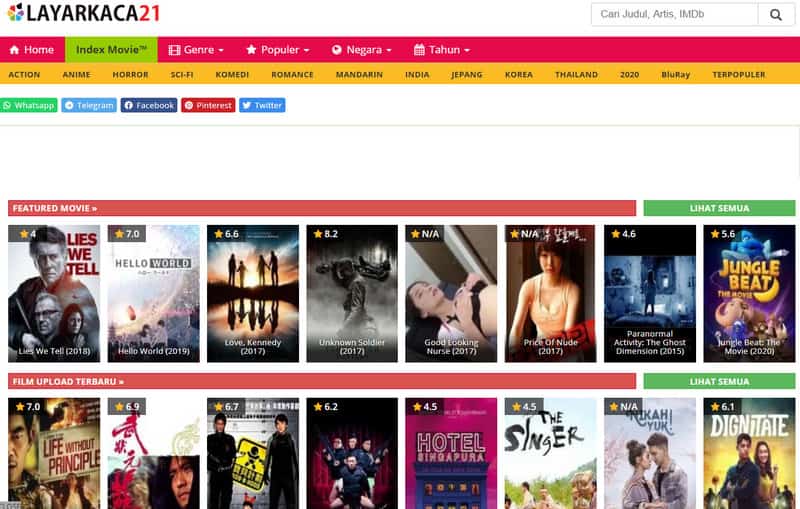 LAYARKACA21
Cari Judul, Artis, IMDb
Home Index Movie™ Genre Populer Negara Tahun
ACTION ANIME HORROR SCI-FI KOMEDI ROMANCE MANDARIN INDIA JEPANG KOREA THAILAND 2020 BluRay TERPOPULER
Whatsapp Telegram Facebook Pinterest Twitter
FEATURED MOVIE » LIHAT SEMUA
4 7.0 6.6 8.2 N/A N/A 4.6 5.6
LIES
WE
TELL
Lies We Tell (2018)
HELLO WORLD
Hello World (2019)
Love, Kennedy
(2017)
Unknown Soldier
(2017)
Good Looking
Nurse (2017)
Price Of Nude
(2017)
Paranormal
Activity: The Ghost
Dimension (2015)
JUNGLE
BEAT
THE MOVIE
Jungle Beat: The
Movie (2020)
FILM UPLOAD TERBARU » LIHAT SEMUA
7.0 6.9 6.7 6.2 4.5 4.5 N/A 6.1
LIFE WITHOUT
PRINCIPLE
武
狀
元
HOTEL
SINGAPURA
THE
SINGER
NIKAH
YUK!
DIGNITATE